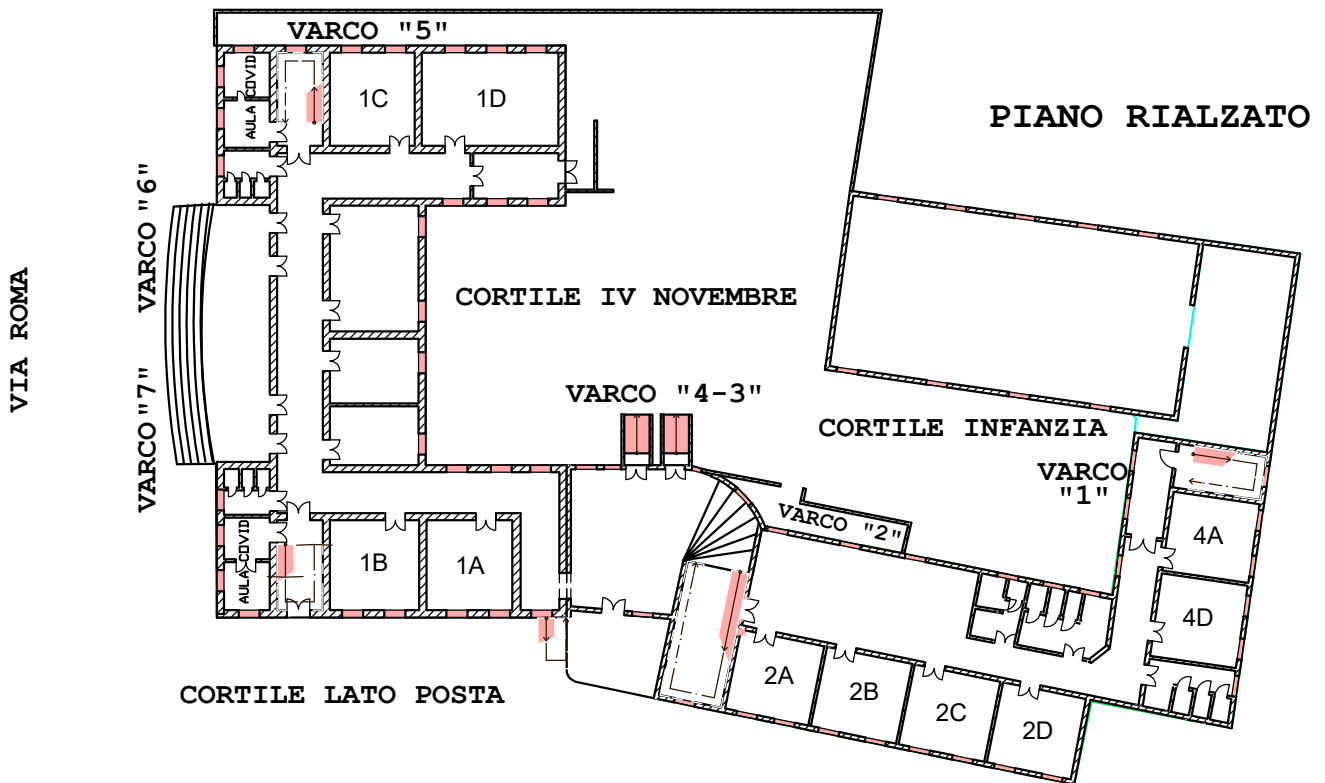 VARCO "5"
PIANO RIALZATO
AULA COVID
1C
1D
VARCO "6"
VIA ROMA
CORTILE IV NOVEMBRE
VARCO "7"
VARCO "4-3"
CORTILE INFANZIA
VARCO
"1"
VARCO "2"
4A
AULA COVID
1B
1A
4D
2A
2B
2C
2D
CORTILE LATO POSTA